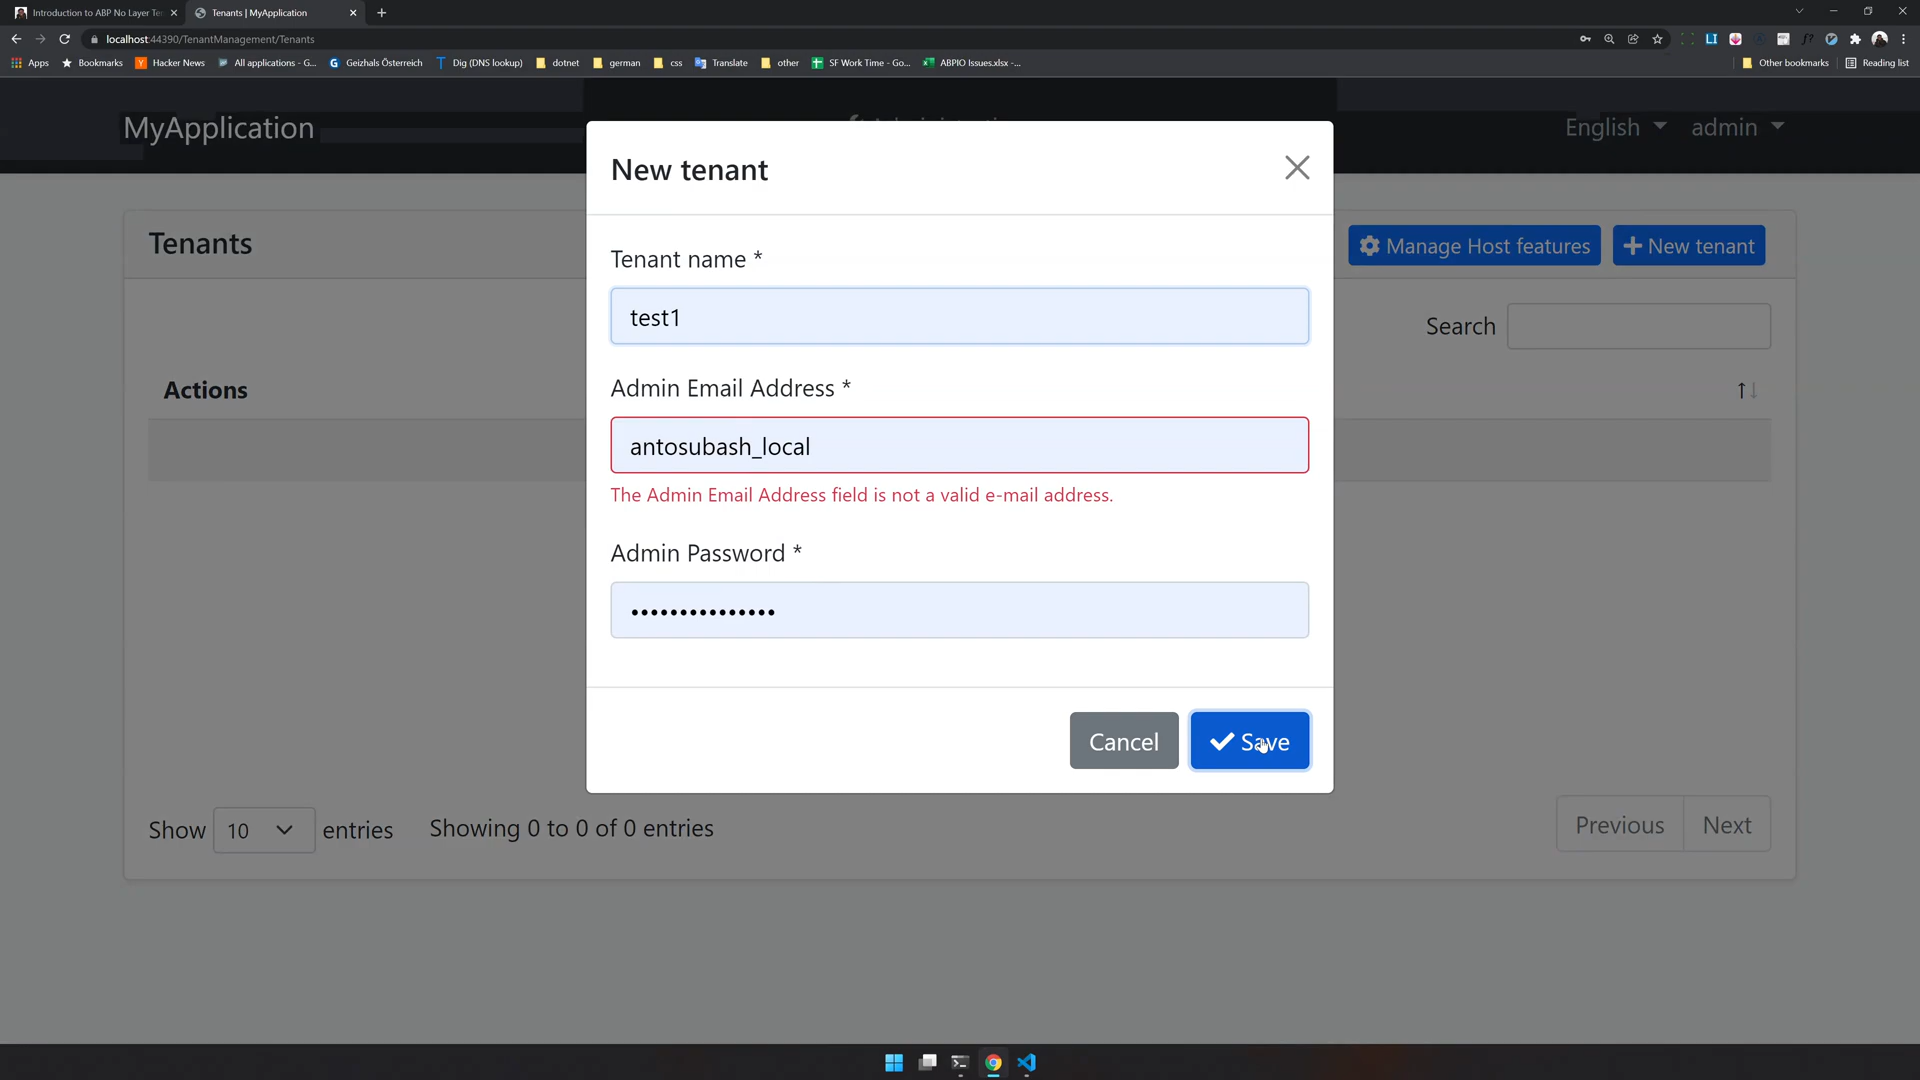 Introduction to ABP No Layer Te
Tenants | MyApplication
localhost:44390/TenantManagement/Tenants
Apps
Bookmarks
Hacker News
All applications - G...
Geizhals Österreich
Dig (DNS lookup)
dotnet
german
css
Translate
other
SF Work Time - Go...
ABPIO Issues.xlsx -...
Other bookmarks
Reading list
MyApplication
English
admin
New tenant
Tenants
Manage Host features
New tenant
Tenant name *
test1
Search
Admin Email Address *
Actions
antosubash_local
The Admin Email Address field is not a valid e-mail address.
Admin Password *
•••••••••••••••
Cancel
Save
Show
10
entries
Showing 0 to 0 of 0 entries
Previous
Next